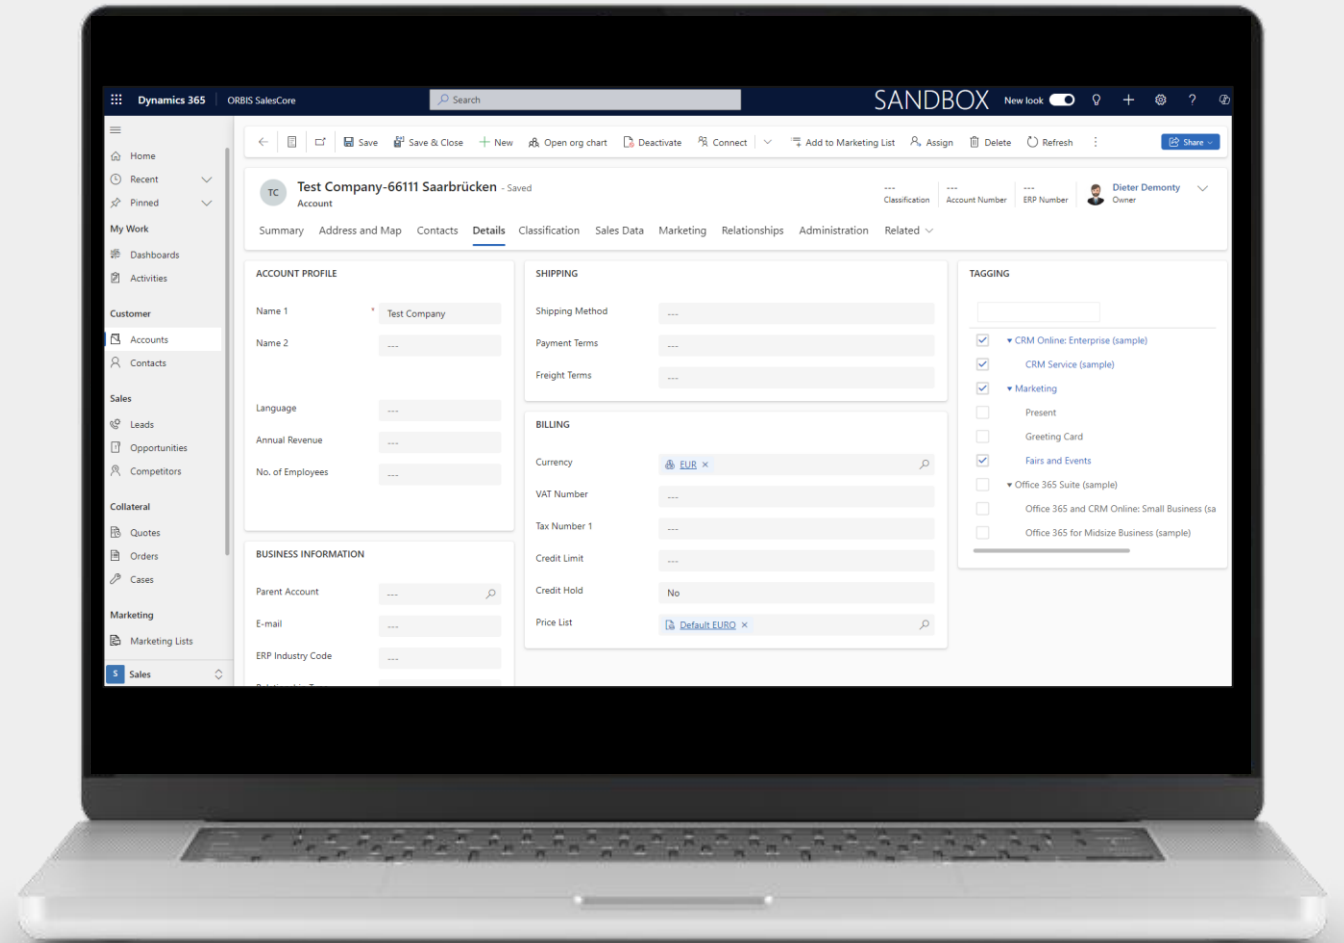 Dynamics 365 ORBIS SalesCore Search SANDBOX New look
Home
Recent
Pinned
My Work
Dashboards
Activities
Customer
Accounts
Contacts
Sales
Leads
Opportunities
Competitors
Collateral
Quotes
Orders
Cases
Marketing
Marketing Lists
S Sales
Save Save & Close New Open org chart Deactivate Connect Add to Marketing List Assign Delete Refresh Share
TC Test Company-66111 Saarbrücken - Saved
Account
--- Classification
--- Account Number
--- ERP Number
Dieter Demonty
Owner
Summary Address and Map Contacts Details Classification Sales Data Marketing Relationships Administration Related
ACCOUNT PROFILE
Name 1 * Test Company
Name 2 ---
Language ---
Annual Revenue ---
No. of Employees ---
BUSINESS INFORMATION
Parent Account ---
E-mail ---
ERP Industry Code ---
SHIPPING
Shipping Method ---
Payment Terms ---
Freight Terms ---
BILLING
Currency EUR
VAT Number ---
Tax Number 1 ---
Credit Limit ---
Credit Hold No
Price List Default EURO
TAGGING
CRM Online: Enterprise (sample)
CRM Service (sample)
Marketing
Present
Greeting Card
Fairs and Events
Office 365 Suite (sample)
Office 365 and CRM Online: Small Business (sa
Office 365 for Midsize Business (sample)